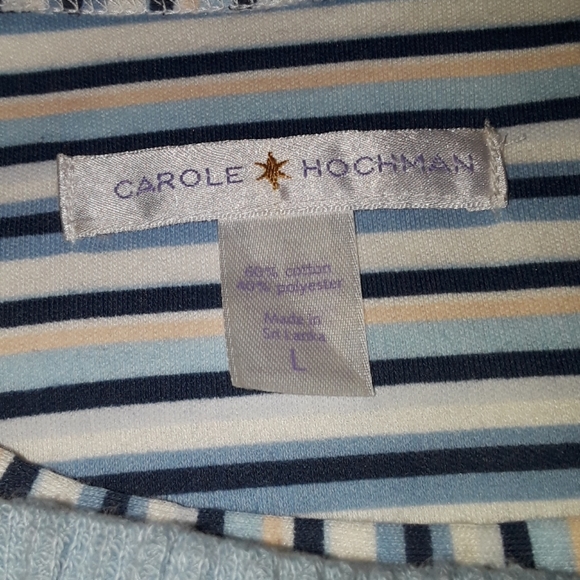 CAROLE HOCHMAN
60% cotton
40% polyester
Made in
Sri Lanka
L